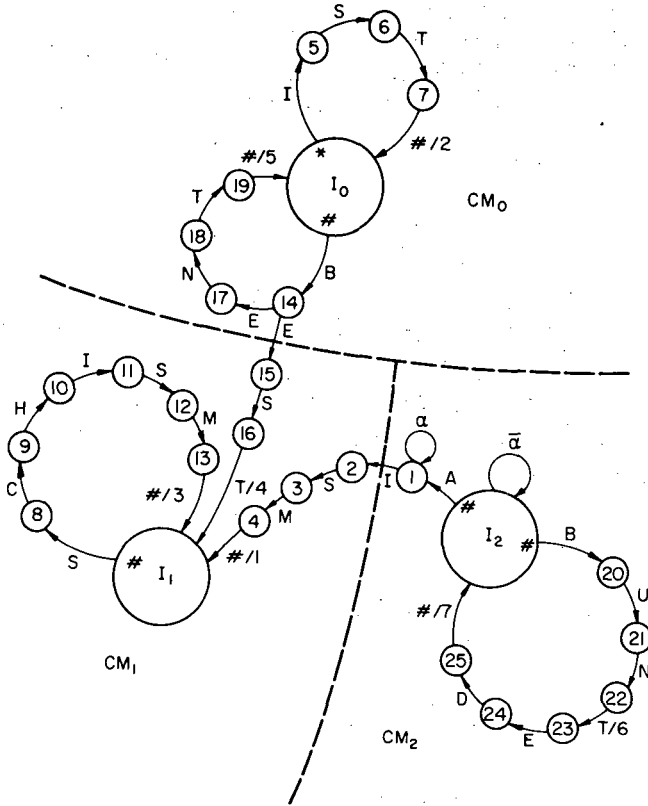 S
5
6
T
7
I
#/2
*
I₀
#
#/5
19
T
18
N
17
E
14
B
E
CM₀
15
S
16
T/4
I
11
S
10
12
H
M
9
13
C
8
#/3
S
#
I₁
CM₁
#/1
4
M
3
S
2
I
1
α
A
ᾱ
#
I₂
#
B
20
U
21
N
22
T/6
23
E
24
D
25
#/7
CM₂